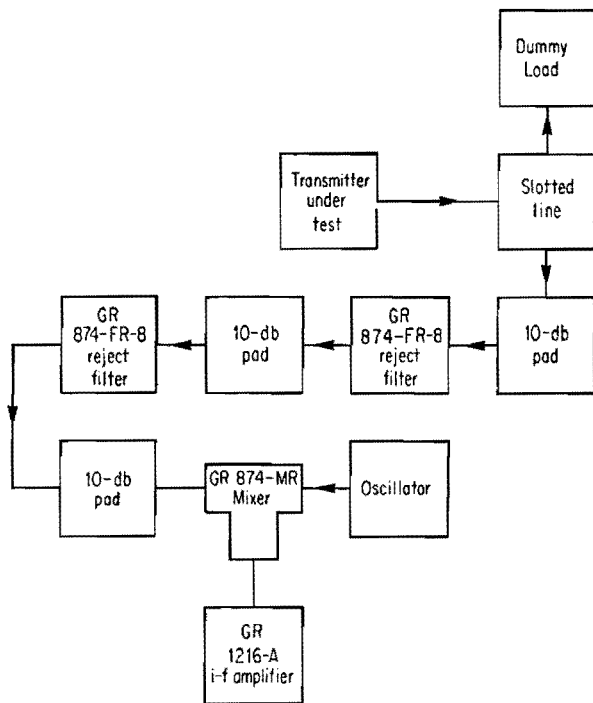 Dummy
Load
Transmitter
under
test
Slotted
line
GR
874-FR-8
reject
filter
10-db
pad
GR
874-FR-8
reject
filter
10-db
pad
10-db
pad
GR 874-MR
Mixer
Oscillator
GR
1216-A
i-f amplifier